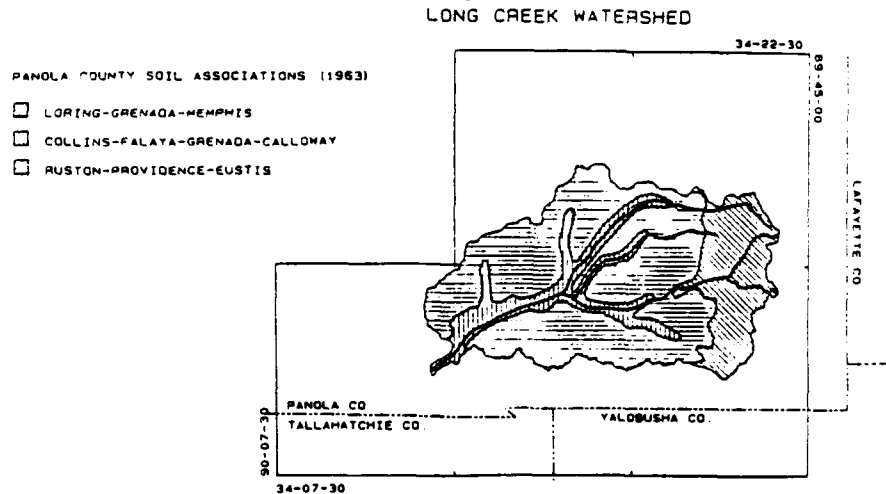 LONG CREEK WATERSHED
34-22-30
89-45-00
PANOLA COUNTY SOIL ASSOCIATIONS (1963)
LORING-GRENADA-MEMPHIS
COLLINS-FALAYA-GRENADA-CALLOWAY
RUSTON-PROVIDENCE-EUSTIS
LAFAYETTE CO.
PANOLA CO.
TALLAHATCHIE CO.
YALOBUSHA CO.
90-07-30
34-07-30